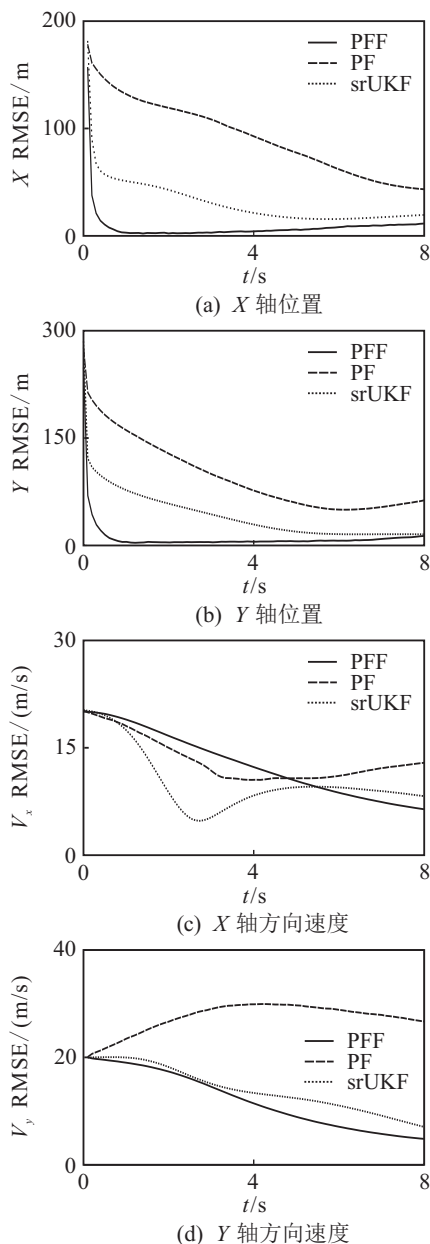 200
PFF
PF
srUKF
X RMSE/m
100
0
0 4 8
t/s
(a) X 轴位置
300
PFF
PF
srUKF
Y RMSE/m
150
0
0 4 8
t/s
(b) Y 轴位置
30
PFF
PF
srUKF
Vx RMSE/(m/s)
15
0
0 4 8
t/s
(c) X 轴方向速度
40
Vy RMSE/(m/s)
20
PFF
PF
srUKF
0
0 4 8
t/s
(d) Y 轴方向速度